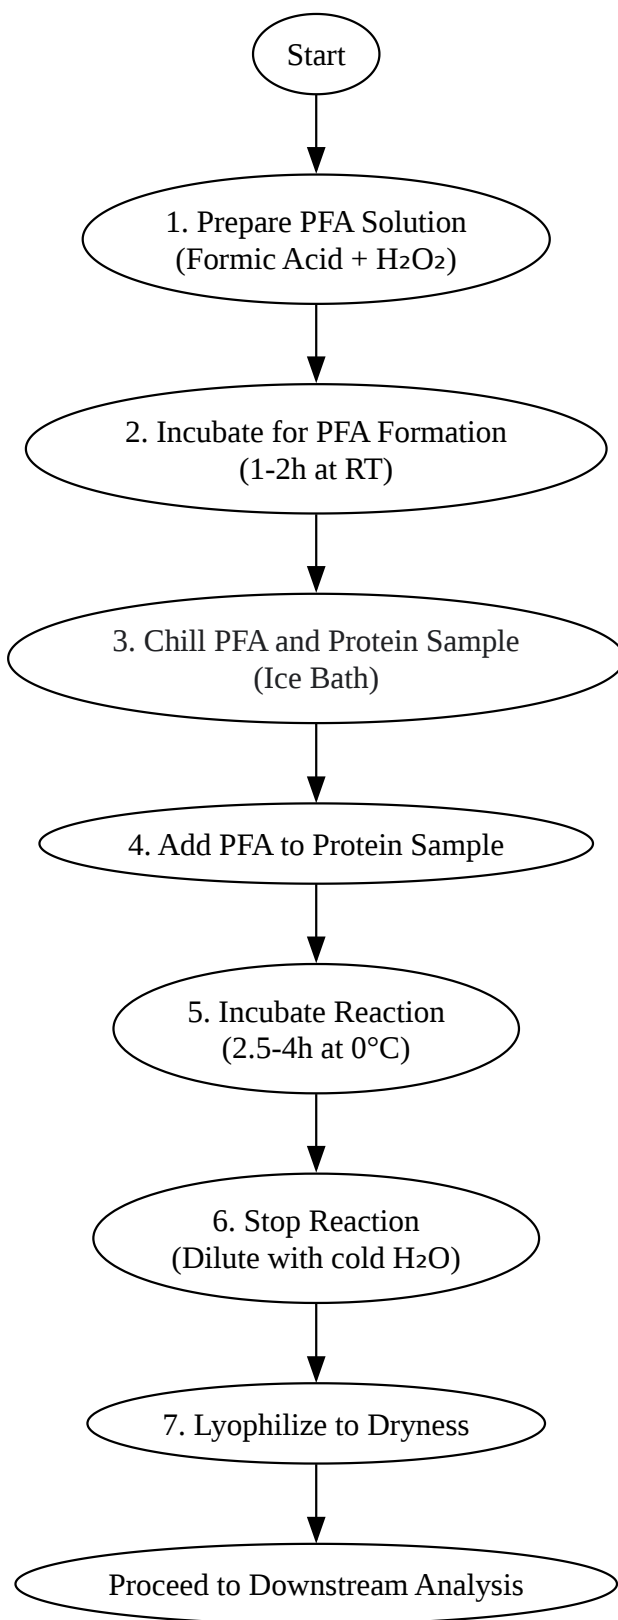 Start
1. Prepare PFA Solution
(Formic Acid + H₂O₂)
2. Incubate for PFA Formation
(1-2h at RT)
3. Chill PFA and Protein Sample
(Ice Bath)
4. Add PFA to Protein Sample
5. Incubate Reaction
(2.5-4h at 0°C)
6. Stop Reaction
(Dilute with cold H₂O)
7. Lyophilize to Dryness
Proceed to Downstream Analysis